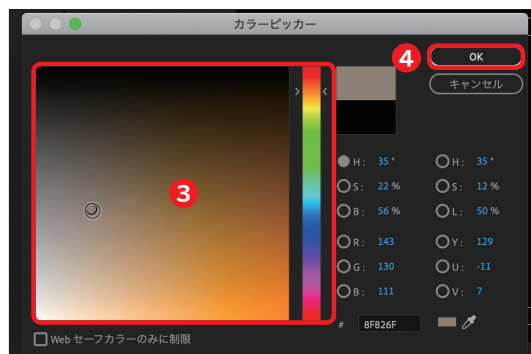 カラーピッカー
④ OK
キャンセル
③
H: 35° H: 35°
S: 22 % S: 12 %
B: 56 % L: 50 %
R: 143 Y: 129
G: 130 U: -11
B: 111 V: 7
# 8F826F
Web セーフカラーのみに制限